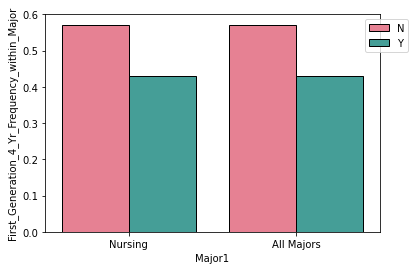 First_Generation_4_Yr_Frequency_within_Major
0.6
0.5
0.4
0.3
0.2
0.1
0.0
N
Y
Nursing
All Majors
Major1